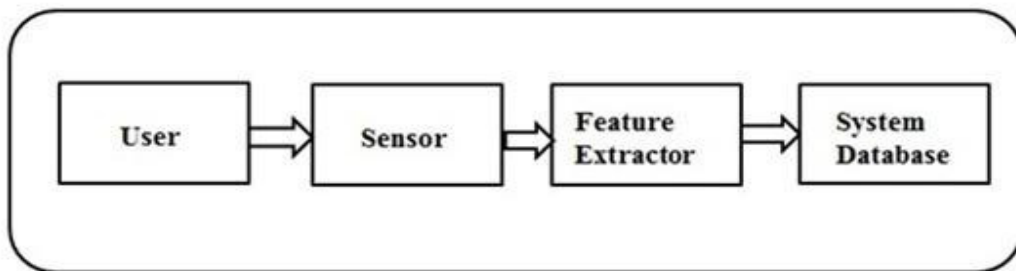 User
Sensor
Feature
Extractor
System
Database